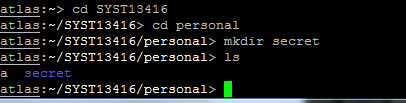 atlas:~> cd SYST13416
atlas:~/SYST13416> cd personal
atlas:~/SYST13416/personal> mkdir secret
atlas:~/SYST13416/personal> ls
a  secret
atlas:~/SYST13416/personal>